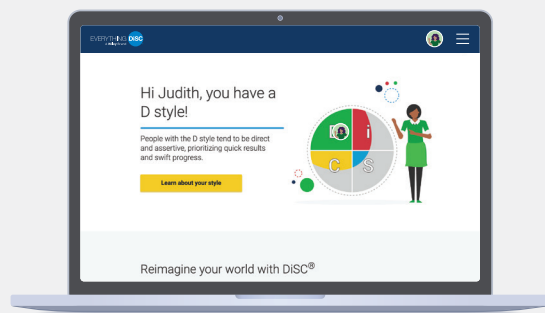 EVERYTHING DiSC
Hi Judith, you have a
D style!
People with the D style tend to be direct
and assertive, prioritizing quick results
and swift progress.
Learn about your style
D i
C S
Reimagine your world with DiSC®